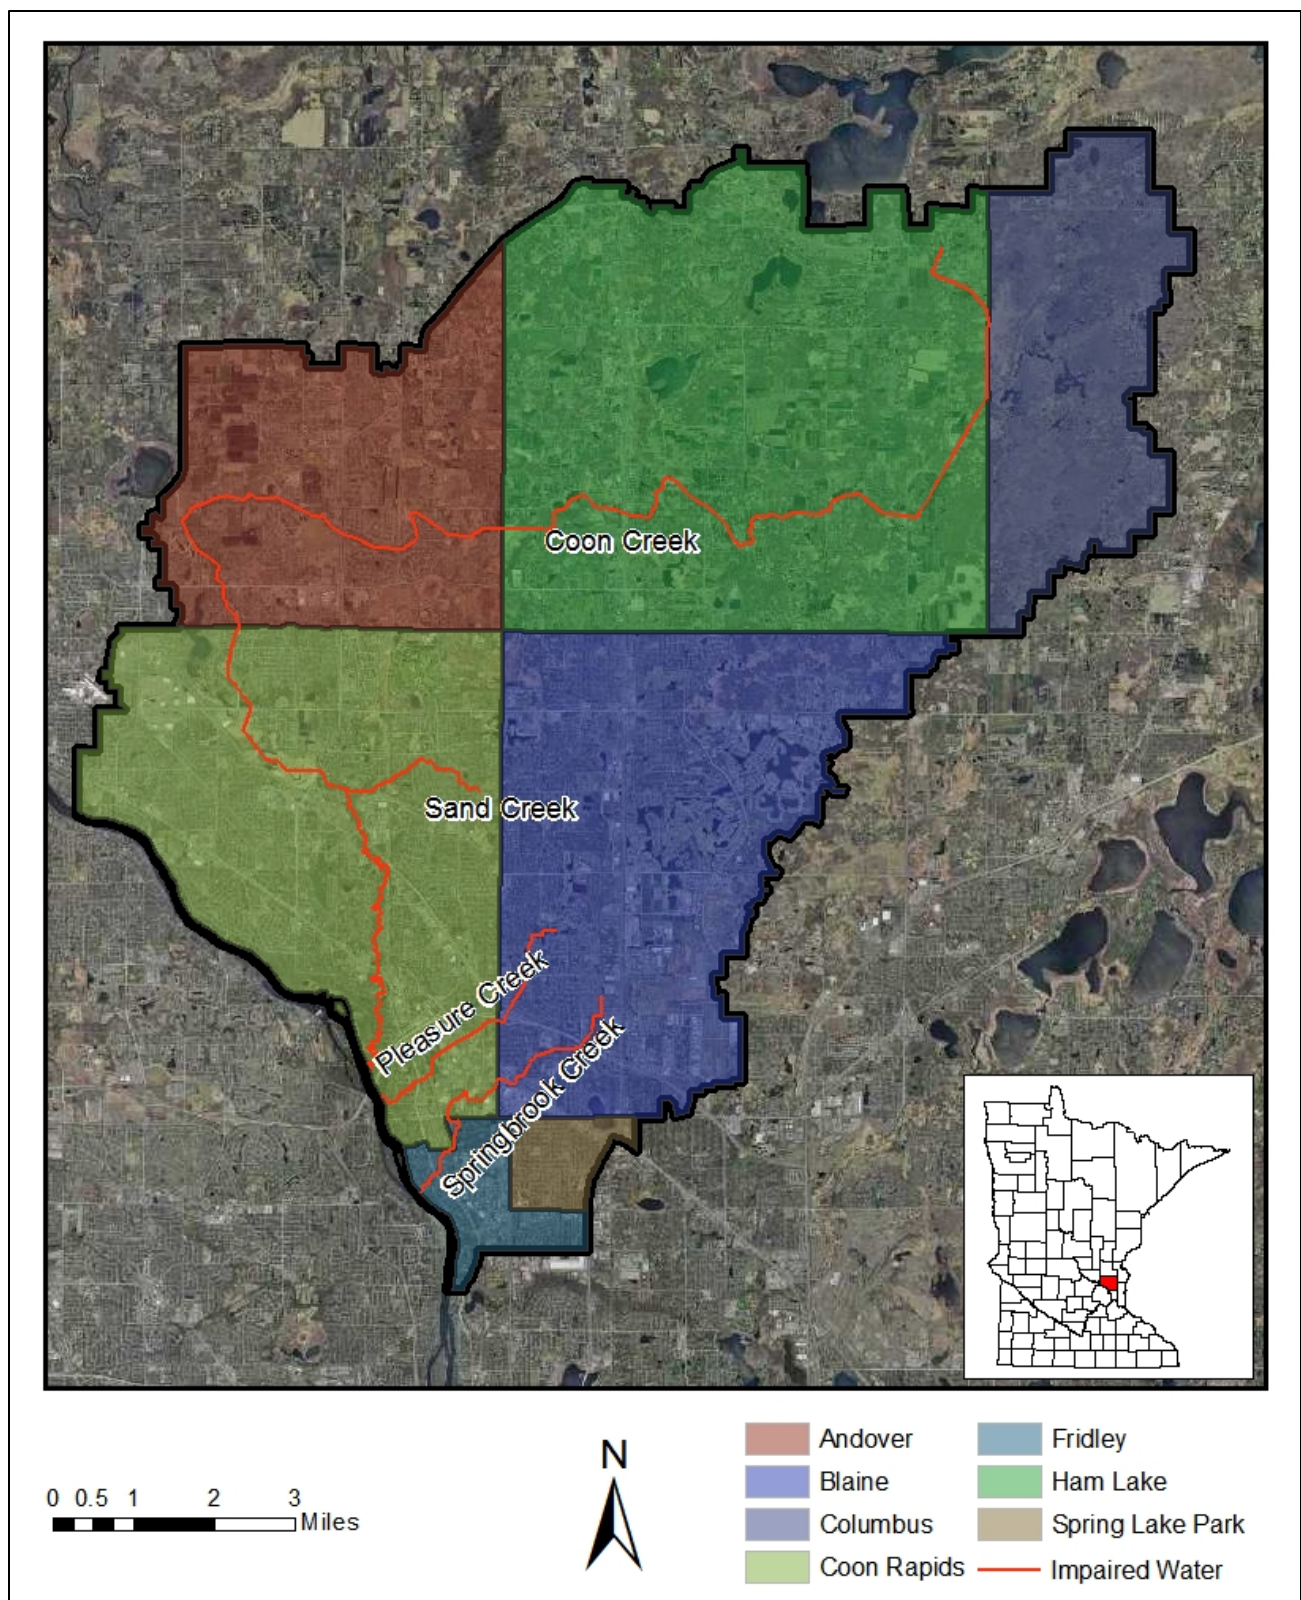 Coon Creek
Sand Creek
Pleasure Creek
Springbrook Creek
N
0 0.5 1 2 3
Miles
Andover
Blaine
Columbus
Coon Rapids
Fridley
Ham Lake
Spring Lake Park
Impaired Water